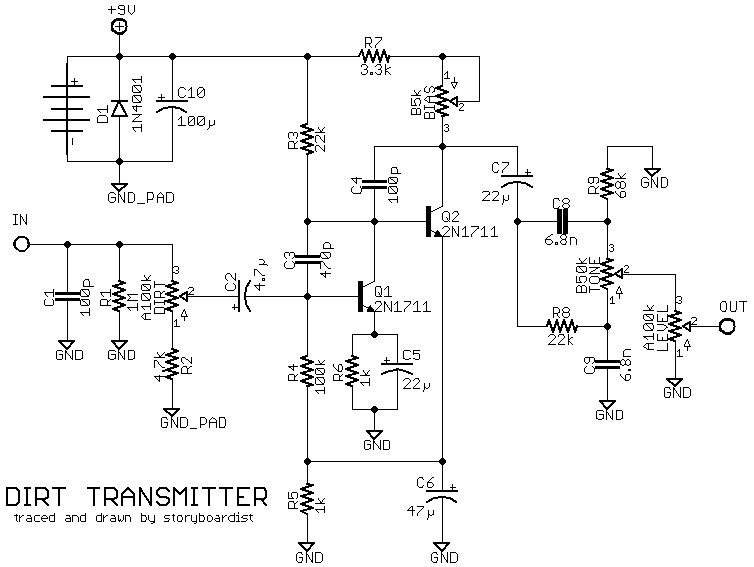 +9V
R7
3.3k
1
B5k
BIAS
2
3
+
-
D1
1N4001
+
C10
100µ
GND_PAD
R3
22k
C4
100p
Q2
2N1711
C7
+
22µ
C8
6.8n
R9
68k
GND
IN
C1
100p
GND
R1
1M
GND
A100k
DIRT
3
2
1
C2
4.7µ
+
C3
470p
Q1
2N1711
R2
4.7k
GND_PAD
R4
100k
R6
1k
+
C5
22µ
GND
B50k
TONE
3
2
1
R8
22k
C9
6.8n
GND
A100k
LEVEL
3
2
1
GND
OUT
R5
1k
GND
C6
+
47µ
GND
DIRT TRANSMITTER
traced and drawn by storyboardist